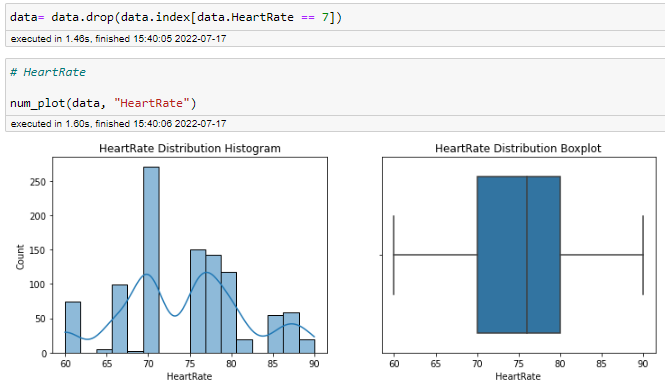 data= data.drop(data.index[data.HeartRate == 7])
executed in 1.46s, finished 15:40:05 2022-07-17
# HeartRate
num_plot(data, "HeartRate")
executed in 1.60s, finished 15:40:06 2022-07-17
HeartRate Distribution Histogram
250
200
150
100
50
0
Count
60 65 70 75 80 85 90
HeartRate
HeartRate Distribution Boxplot
60 65 70 75 80 85 90
HeartRate